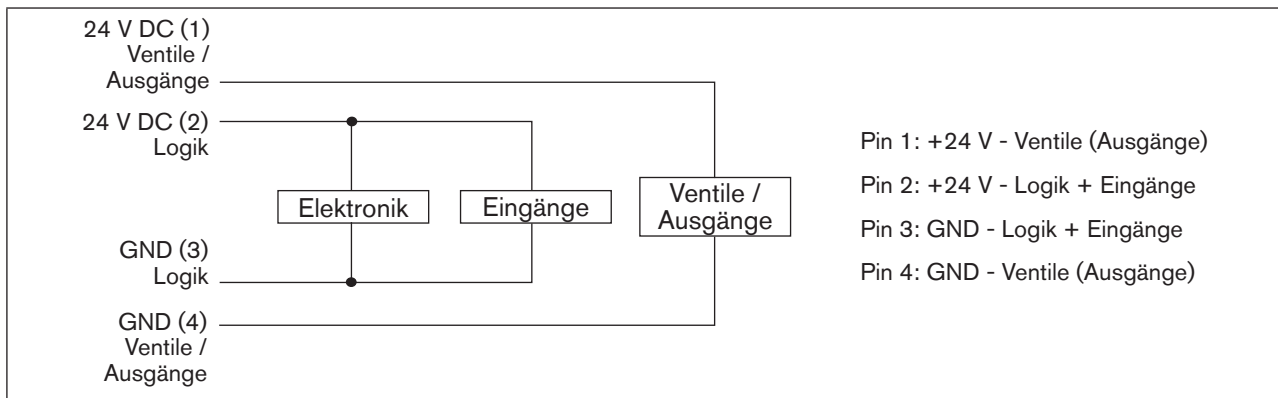 24 V DC (1)
Ventile /
Ausgänge
24 V DC (2)
Logik
Elektronik
Eingänge
Ventile /
Ausgänge
GND (3)
Logik
GND (4)
Ventile /
Ausgänge
Pin 1: +24 V - Ventile (Ausgänge)
Pin 2: +24 V - Logik + Eingänge
Pin 3: GND - Logik + Eingänge
Pin 4: GND - Ventile (Ausgänge)